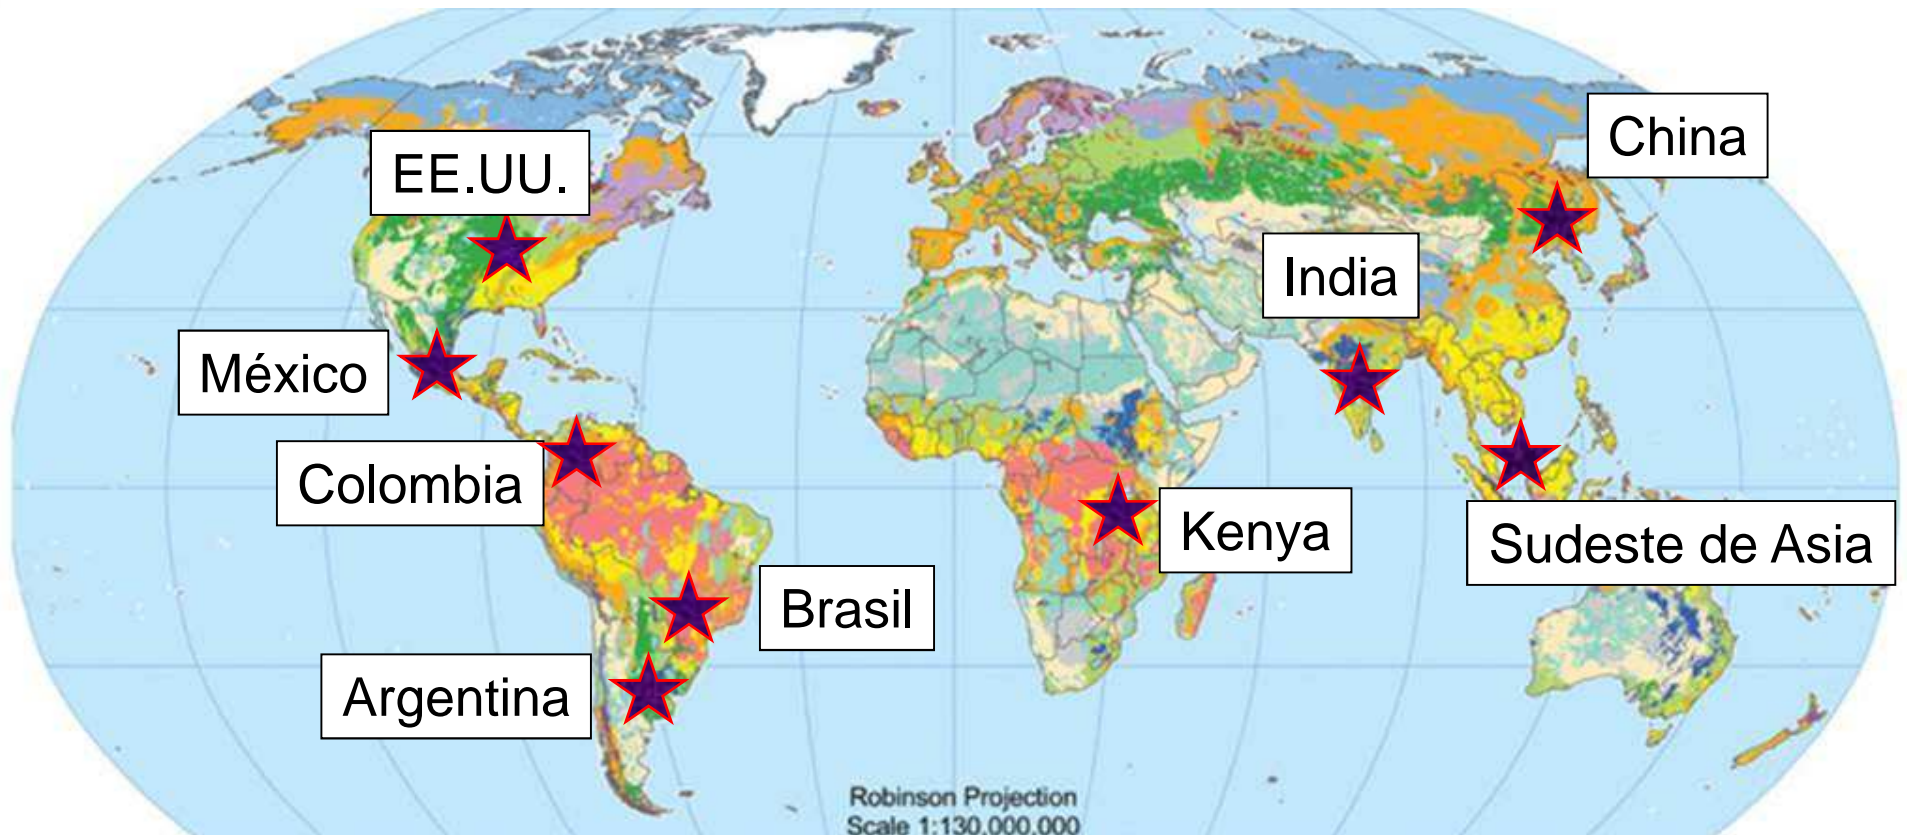 China
EE.UU.
India
México
Colombia
Kenya
Sudeste de Asia
Brasil
Argentina
Robinson Projection
Scale 1:130,000,000